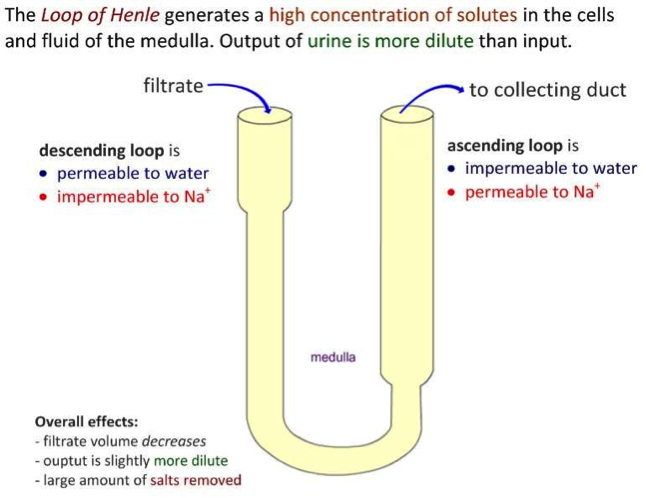 The Loop of Henle generates a high concentration of solutes in the cells
and fluid of the medulla. Output of urine is more dilute than input.
filtrate
to collecting duct
descending loop is
• permeable to water
• impermeable to Na⁺
ascending loop is
• impermeable to water
• permeable to Na⁺
medulla
Overall effects:
- filtrate volume decreases
- ouptut is slightly more dilute
- large amount of salts removed